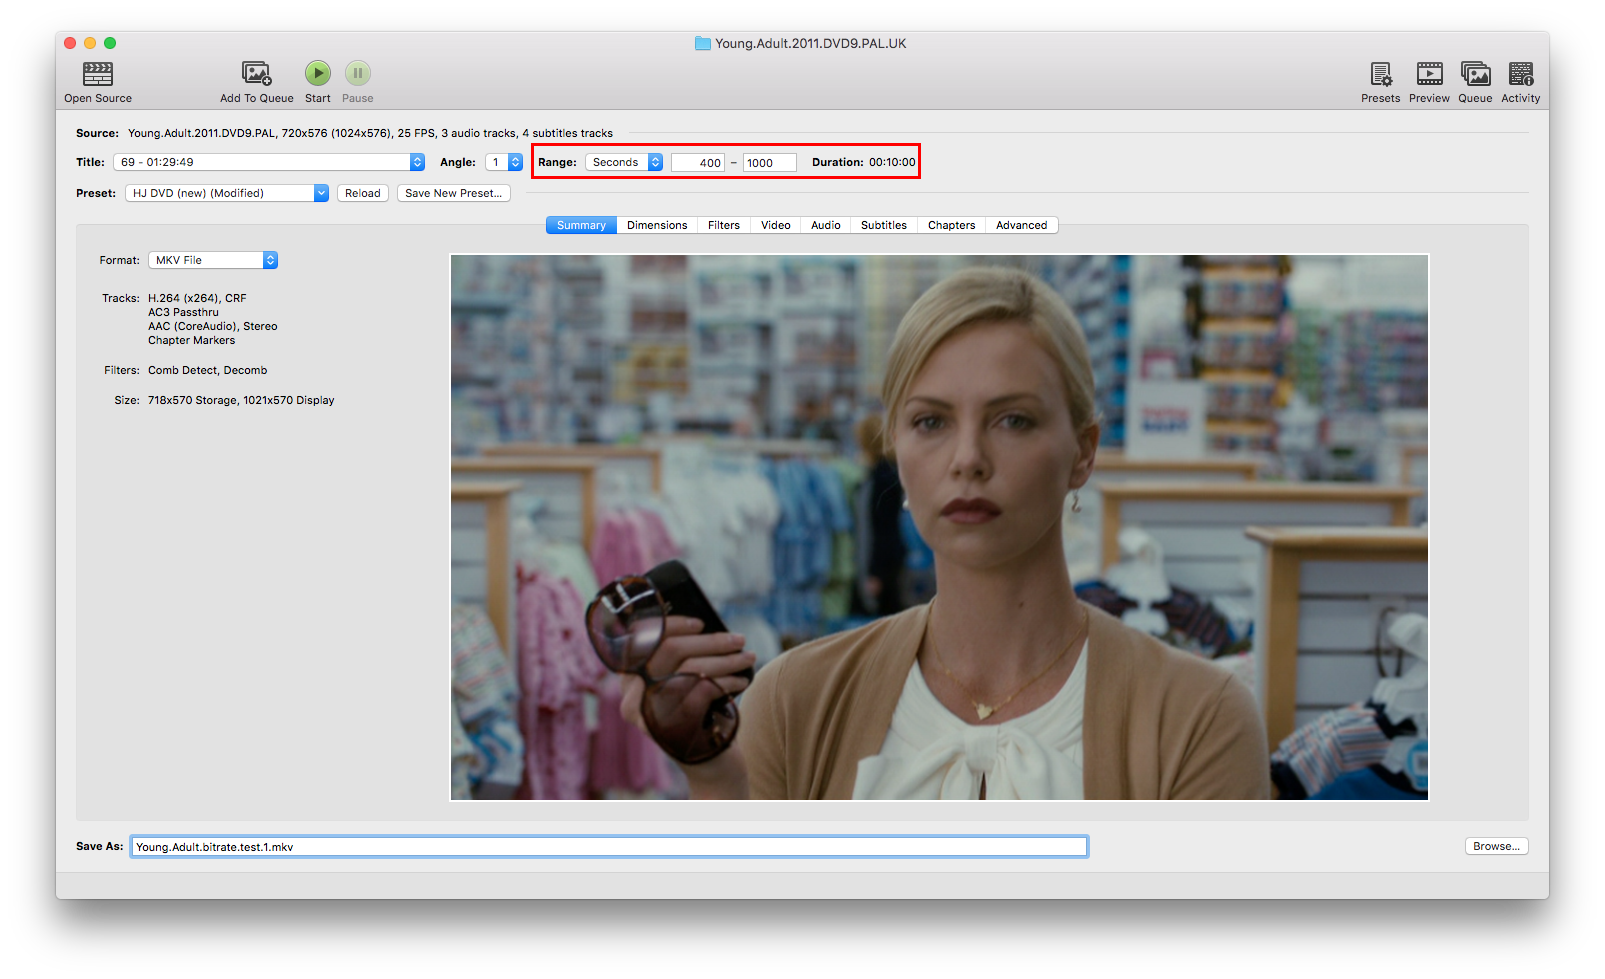 Young.Adult.2011.DVD9.PAL.UK
Open Source
Add To Queue
Start
Pause
Presets
Preview
Queue
Activity
Source: Young.Adult.2011.DVD9.PAL, 720x576 (1024x576), 25 FPS, 3 audio tracks, 4 subtitles tracks
Title: 69 - 01:29:49 Angle: 1 Range: Seconds 400 – 1000 Duration: 00:10:00
Preset: HJ DVD (new) (Modified) Reload Save New Preset...
Summary Dimensions Filters Video Audio Subtitles Chapters Advanced
Format: MKV File
Tracks: H.264 (x264), CRF
AC3 Passthru
AAC (CoreAudio), Stereo
Chapter Markers
Filters: Comb Detect, Decomb
Size: 718x570 Storage, 1021x570 Display
Save As: Young.Adult.bitrate.test.1.mkv Browse...